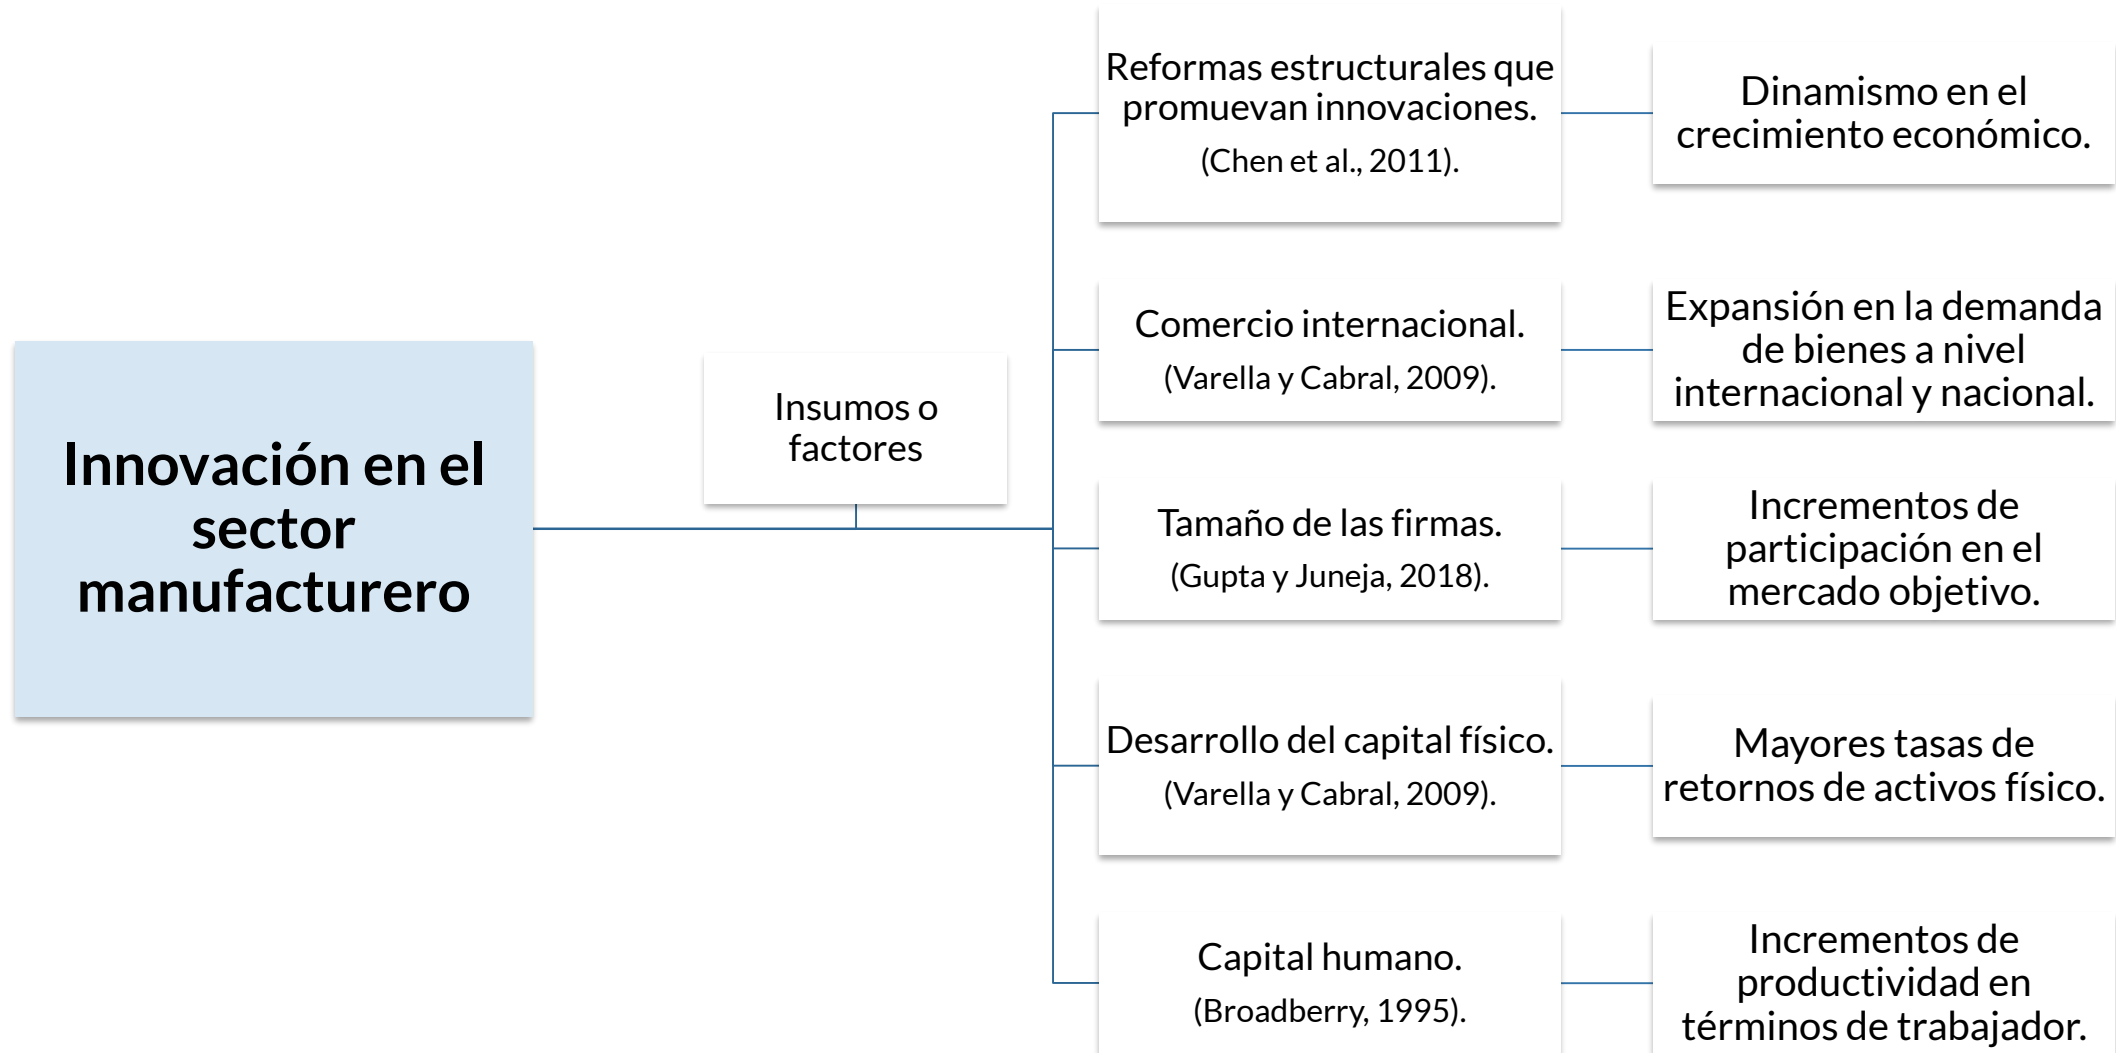 Innovación en el
sector
manufacturero
Insumos o
factores
Reformas estructurales que
promuevan innovaciones.
(Chen et al., 2011).
Dinamismo en el
crecimiento económico.
Comercio internacional.
(Varella y Cabral, 2009).
Expansión en la demanda
de bienes a nivel
internacional y nacional.
Tamaño de las firmas.
(Gupta y Juneja, 2018).
Incrementos de
participación en el
mercado objetivo.
Desarrollo del capital físico.
(Varella y Cabral, 2009).
Mayores tasas de
retornos de activos físico.
Capital humano.
(Broadberry, 1995).
Incrementos de
productividad en
términos de trabajador.